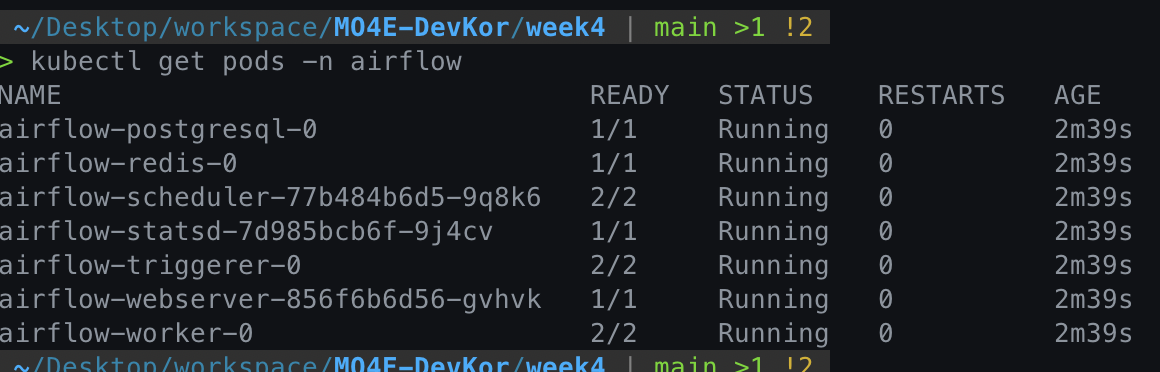 ~/Desktop/workspace/MO4E-DevKor/week4 | main >1 !2
> kubectl get pods -n airflow
NAME READY STATUS RESTARTS AGE
airflow-postgresql-0 1/1 Running 0 2m39s
airflow-redis-0 1/1 Running 0 2m39s
airflow-scheduler-77b484b6d5-9q8k6 2/2 Running 0 2m39s
airflow-statsd-7d985bcb6f-9j4cv 1/1 Running 0 2m39s
airflow-triggerer-0 2/2 Running 0 2m39s
airflow-webserver-856f6b6d56-gvhvk 1/1 Running 0 2m39s
airflow-worker-0 2/2 Running 0 2m39s
~/Desktop/workspace/MO4E-DevKor/week4 | main >1 !2